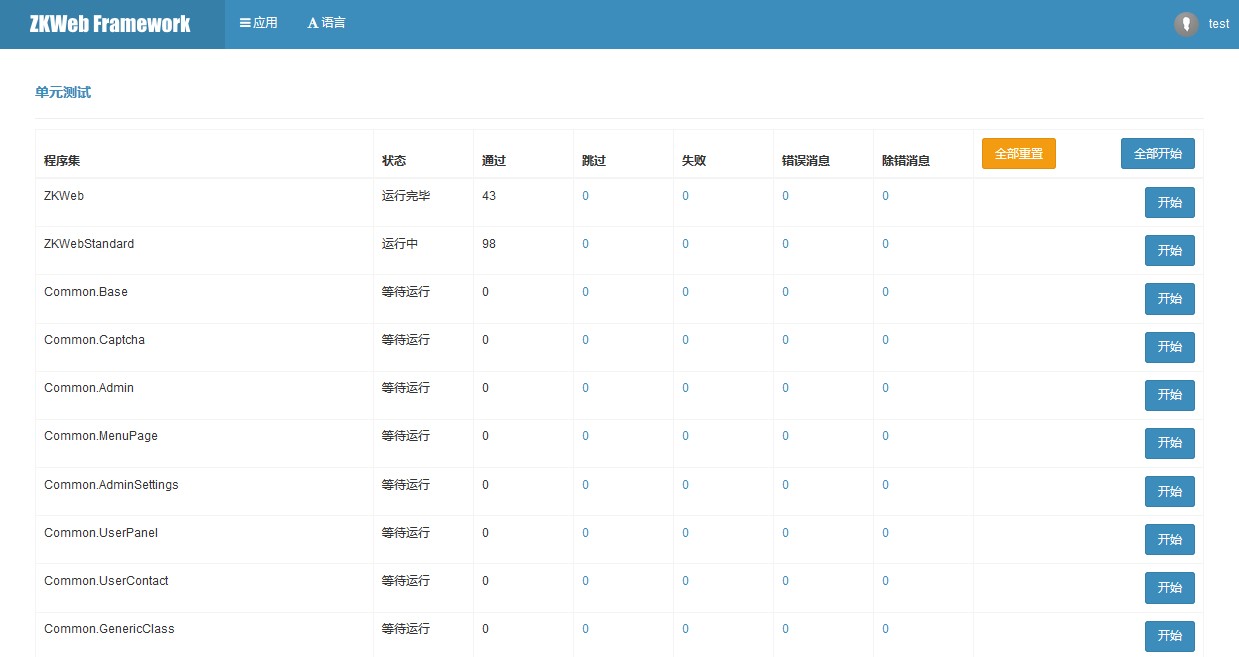 ZKWeb Framework 应用 语言 test
单元测试
程序集 状态 通过 跳过 失败 错误消息 除错消息 全部重置 全部开始
ZKWeb 运行完毕 43 0 0 0 0 开始
ZKWebStandard 运行中 98 0 0 0 0 开始
Common.Base 等待运行 0 0 0 0 0 开始
Common.Captcha 等待运行 0 0 0 0 0 开始
Common.Admin 等待运行 0 0 0 0 0 开始
Common.MenuPage 等待运行 0 0 0 0 0 开始
Common.AdminSettings 等待运行 0 0 0 0 0 开始
Common.UserPanel 等待运行 0 0 0 0 0 开始
Common.UserContact 等待运行 0 0 0 0 0 开始
Common.GenericClass 等待运行 0 0 0 0 0 开始